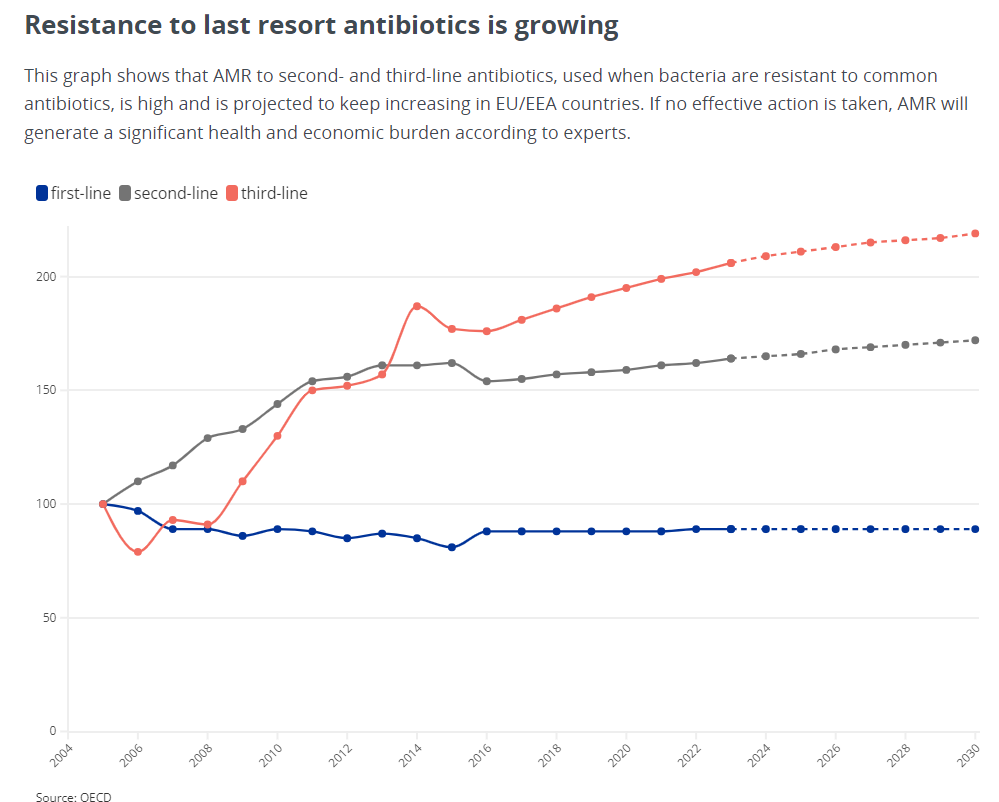 Resistance to last resort antibiotics is growing
This graph shows that AMR to second- and third-line antibiotics, used when bacteria are resistant to common
antibiotics, is high and is projected to keep increasing in EU/EEA countries. If no effective action is taken, AMR will
generate a significant health and economic burden according to experts.
first-line second-line third-line
200
150
100
50
0
2004 2006 2008 2010 2012 2014 2016 2018 2020 2022 2024 2026 2028 2030
Source: OECD